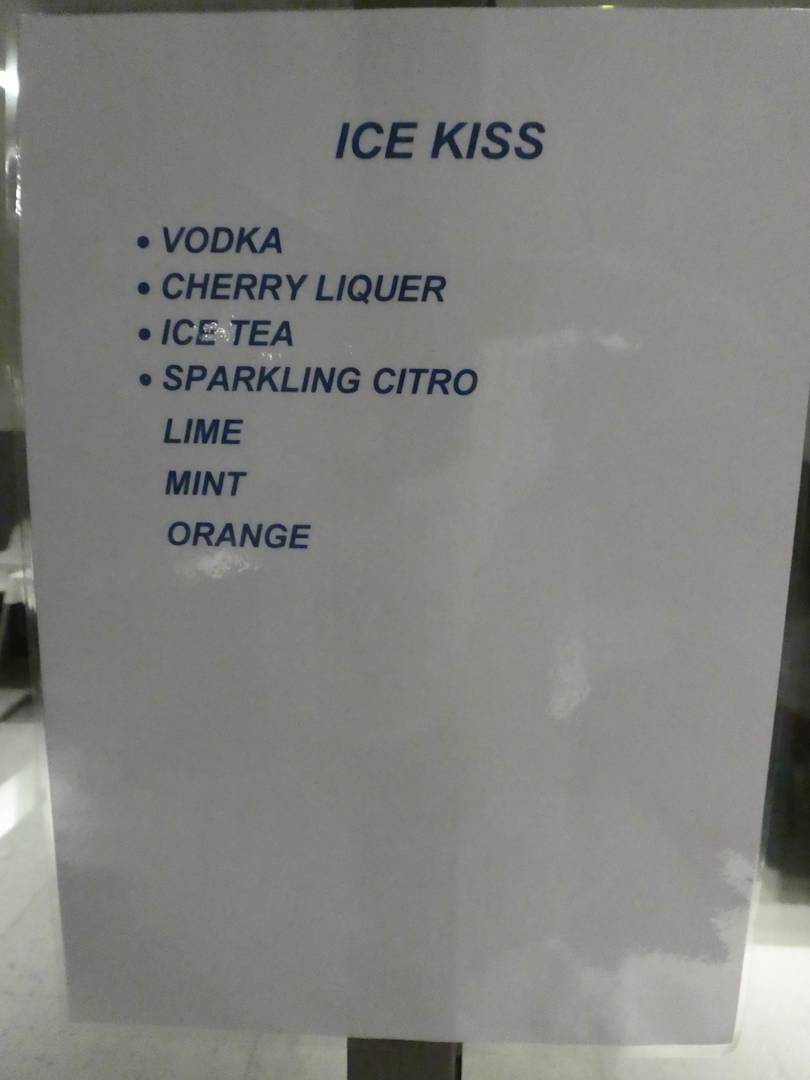 ICE KISS
• VODKA
• CHERRY LIQUER
• ICE TEA
• SPARKLING CITRO
LIME
MINT
ORANGE